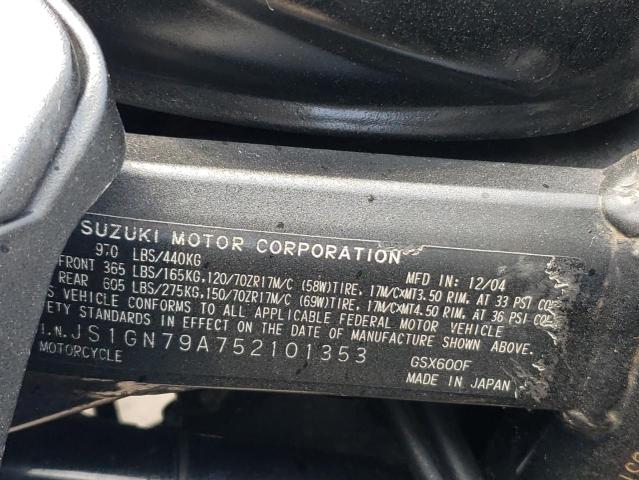 SUZUKI MOTOR CORPORATION
970 LBS/440KG MFD IN: 12/04
FRONT 365 LBS/165KG,120/70ZR17M/C (58W)TIRE, 17M/C×MT3.50 RIM, AT 33 PSI
REAR 605 LBS/275KG,150/70ZR17M/C (69W)TIRE, 17M/C×MT4.50 RIM, AT 36 PSI
VEHICLE CONFORMS TO ALL APPLICABLE FEDERAL MOTOR VEHICLE
SAFETY STANDARDS IN EFFECT ON THE DATE OF MANUFACTURE SHOWN ABOVE.
I.N. JS1GN79A752101353 GSX600F
MOTORCYCLE MADE IN JAPAN